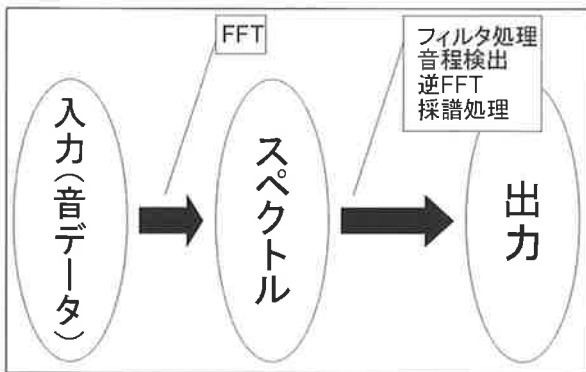 FFT
フィルタ処理
音程検出
逆FFT
採譜処理
入力(音データ)
スペクトル
出力